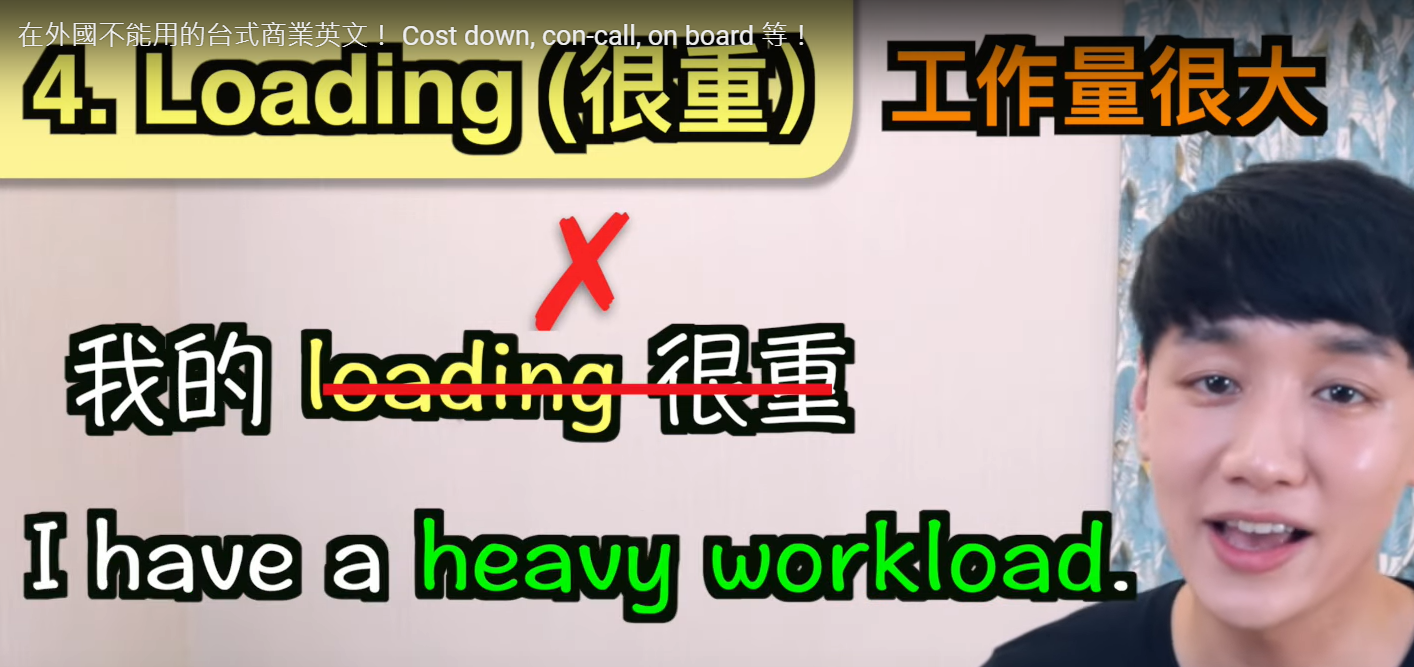 在外國不能用的台式商業英文! Cost down, con-call, on board 等!
4. Loading (很重) 工作量很大
我的 loading 很重
I have a heavy workload.